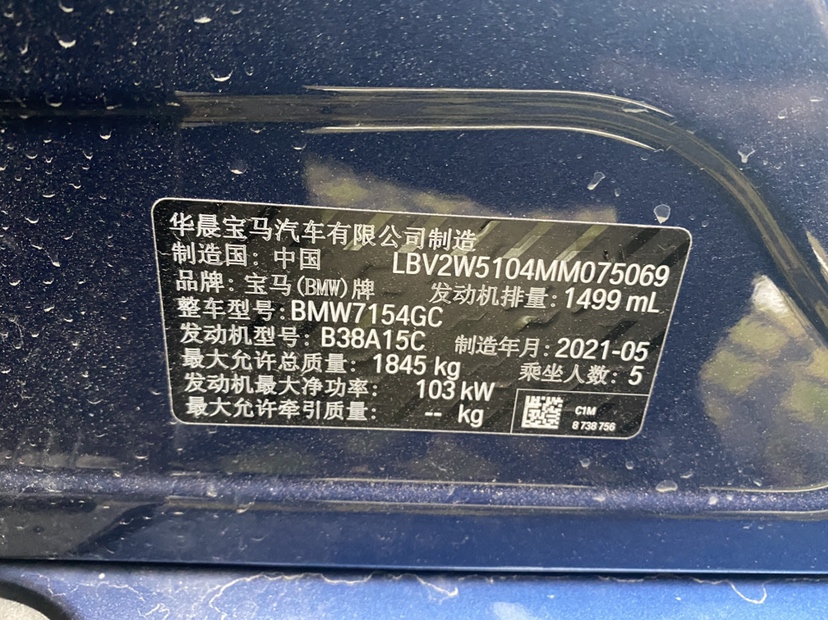 华晨宝马汽车有限公司制造
制造国: 中国 LBV2W5104MM075069
品牌: 宝马(BMW)牌 发动机排量: 1499 mL
整车型号: BMW7154GC
发动机型号: B38A15C 制造年月: 2021-05
最大允许总质量: 1845 kg 乘坐人数: 5
发动机最大净功率: 103 kW
最大允许牵引质量: -- kg
C1M
8 738 756